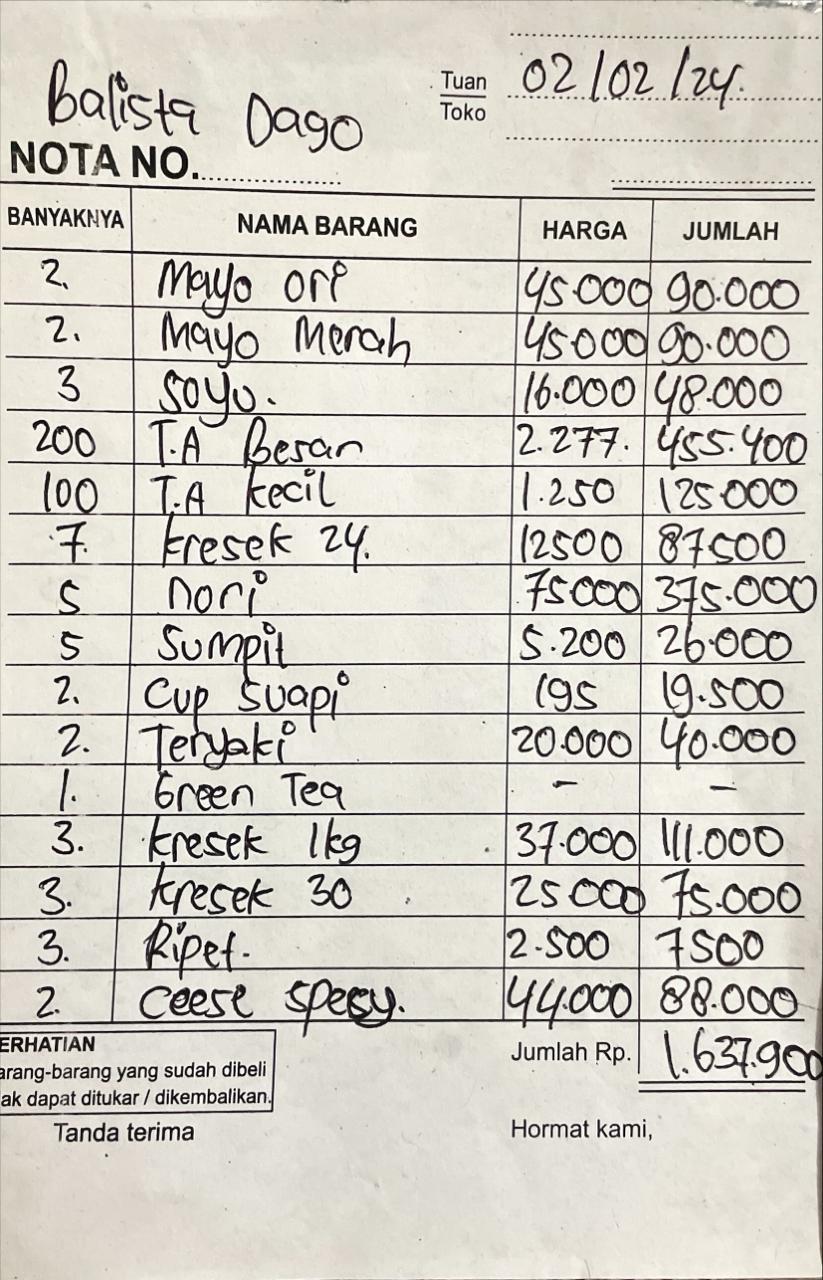 Balista Dago
Tuan
Toko
02/02/24.
NOTA NO.
BANYAKNYA NAMA BARANG HARGA JUMLAH
2. Mayo ori 45.000 90.000
2. Mayo Merah 45.000 90.000
3 Soyu. 16.000 48.000
200 T.A Besar 2.277. 455.400
100 T.A kecil 1.250 125.000
7. kresek 24. 12500 87500
5 nori 75000 375.000
5 Sumpit 5.200 26.000
2. Cup Suapi 195 19.500
2. Teryaki 20.000 40.000
1. Green Tea - -
3. kresek 1kg 37.000 111.000
3. kresek 30 25.000 75.000
3. Ripet. 2.500 7500
2. ceese spesy. 44.000 88.000
Jumlah Rp. 1.637.900
ERHATIAN
arang-barang yang sudah dibeli
ak dapat ditukar / dikembalikan.
Tanda terima Hormat kami,